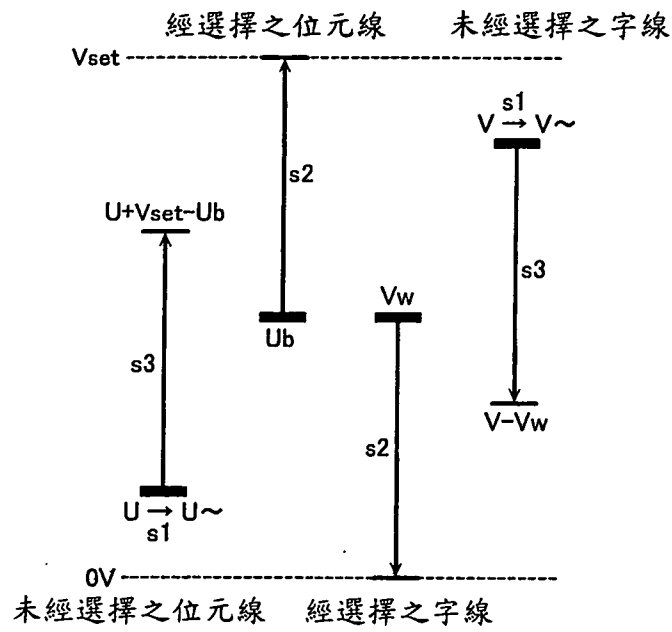 經選擇之位元線 未經選擇之字線
Vset
s1
V → V～
s2
U+Vset-Ub
s3
Vw
Ub
s3
V-Vw
s2
U → U～
s1
0V
未經選擇之位元線 經選擇之字線